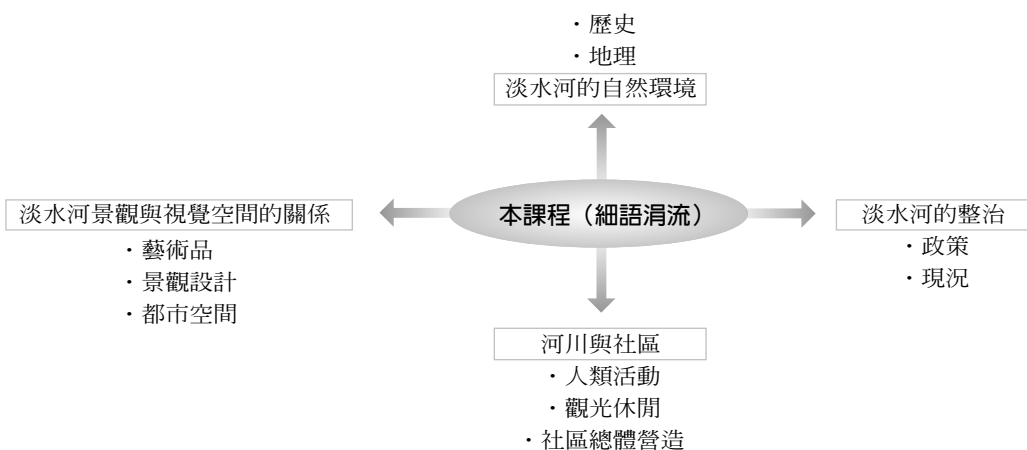 ・歷史
・地理
淡水河的自然環境
淡水河景觀與視覺空間的關係
・藝術品
・景觀設計
・都市空間
本課程（細語涓流）
淡水河的整治
・政策
・現況
河川與社區
・人類活動
・觀光休閒
・社區總體營造